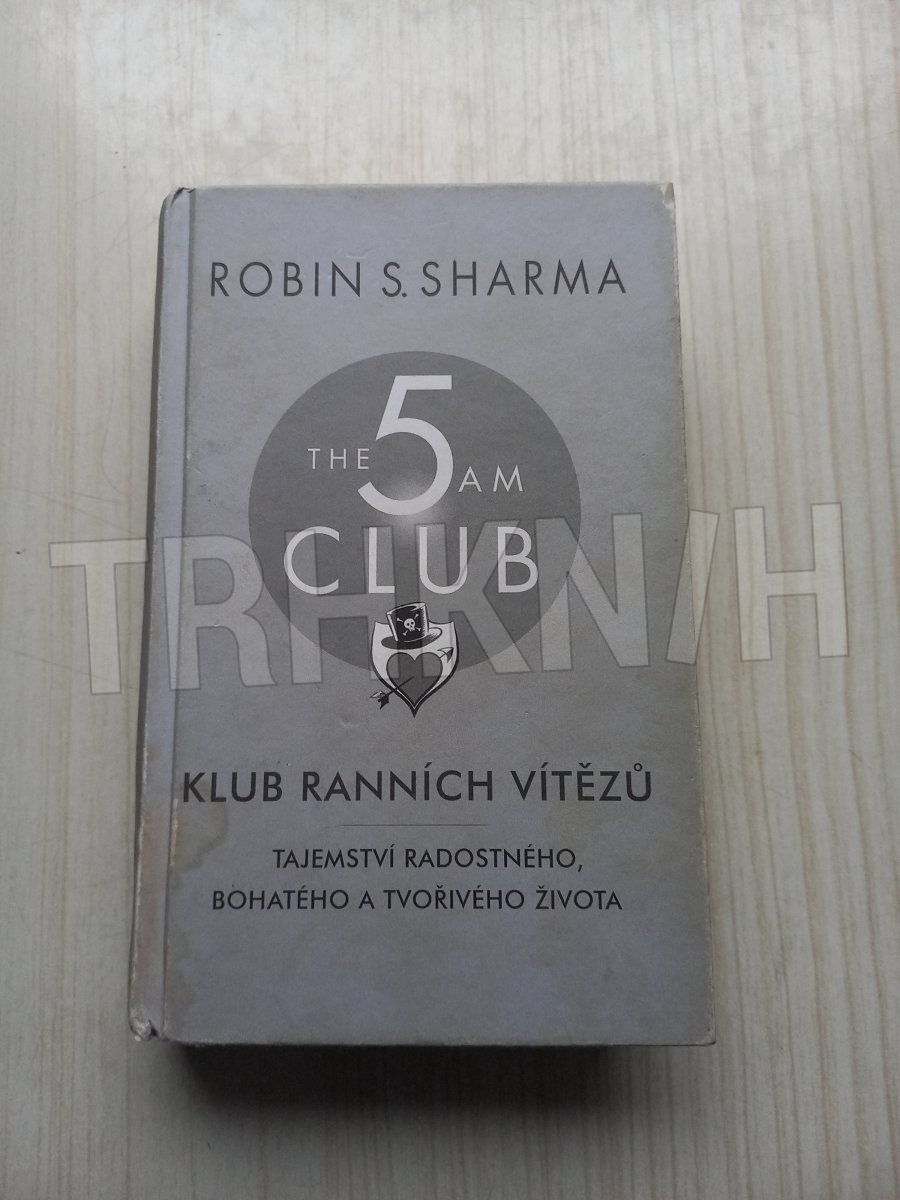 ROBIN S. SHARMA
THE 5 AM
CLUB
TRHKNIH
KLUB RANNÍCH VÍTĚZŮ
TAJEMSTVÍ RADOSTNÉHO,
BOHATÉHO A TVOŘIVÉHO ŽIVOTA